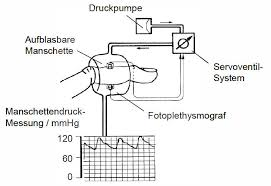 Druckpumpe
Aufblasbare
Manschette
Servoventil-
System
Manschettendruck-
Messung / mmHg
Fotoplethysmograf
120
60
0